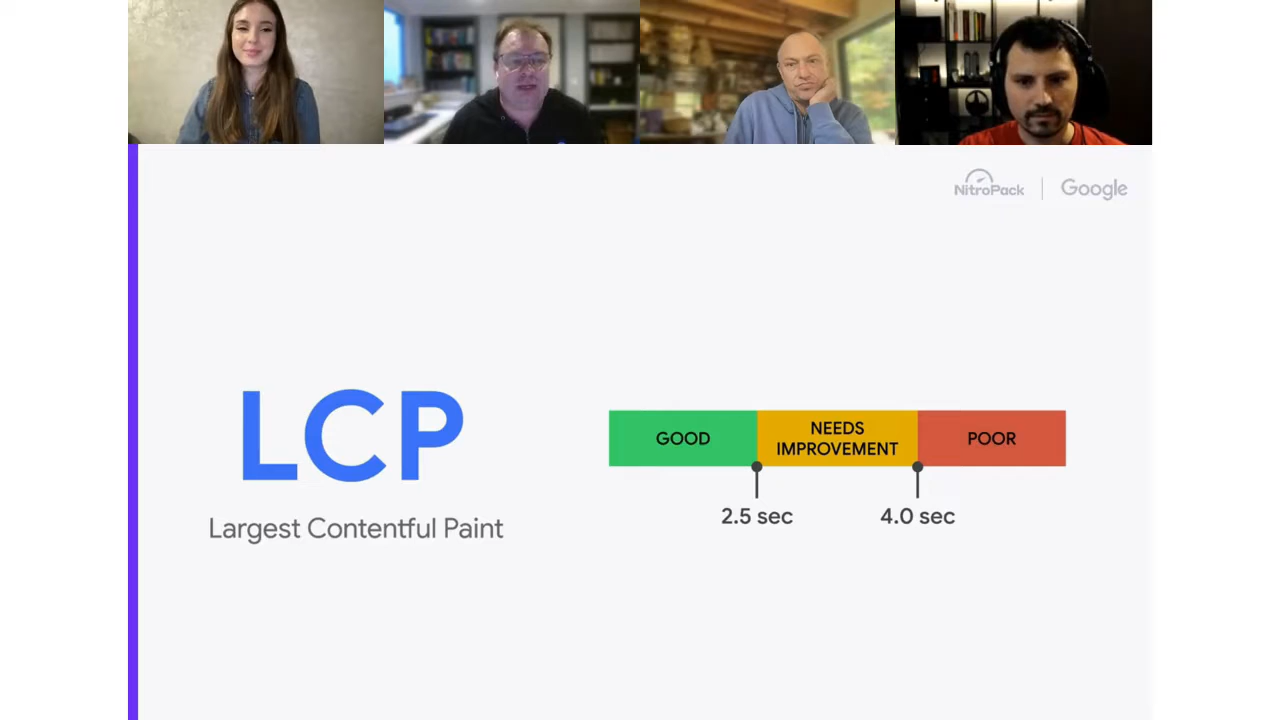 NitroPack
Google
LCP
Largest Contentful Paint
GOOD
NEEDS
IMPROVEMENT
POOR
2.5 sec
4.0 sec